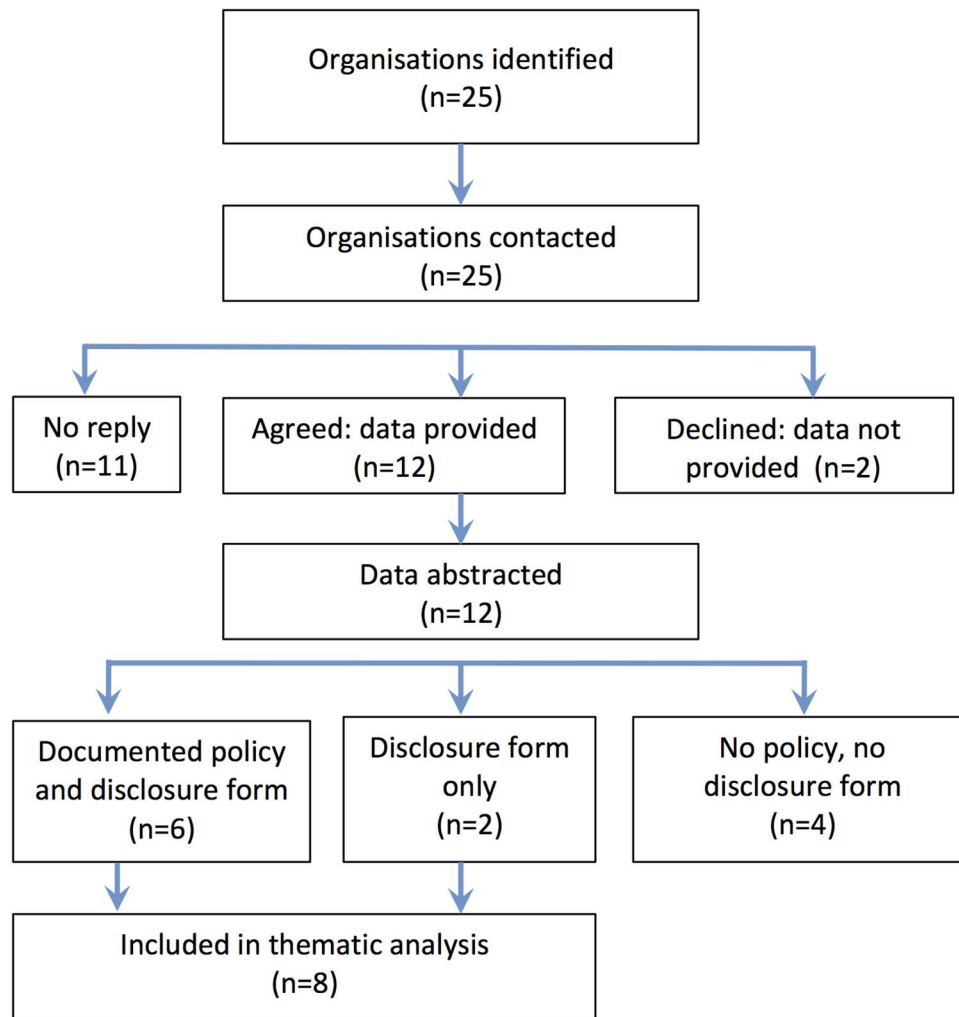 Organisations identified
(n=25)
Organisations contacted
(n=25)
No reply
(n=11)
Agreed: data provided
(n=12)
Declined: data not
provided  (n=2)
Data abstracted
(n=12)
Documented policy
and disclosure form
(n=6)
Disclosure form
only
(n=2)
No policy, no
disclosure form
(n=4)
Included in thematic analysis
(n=8)